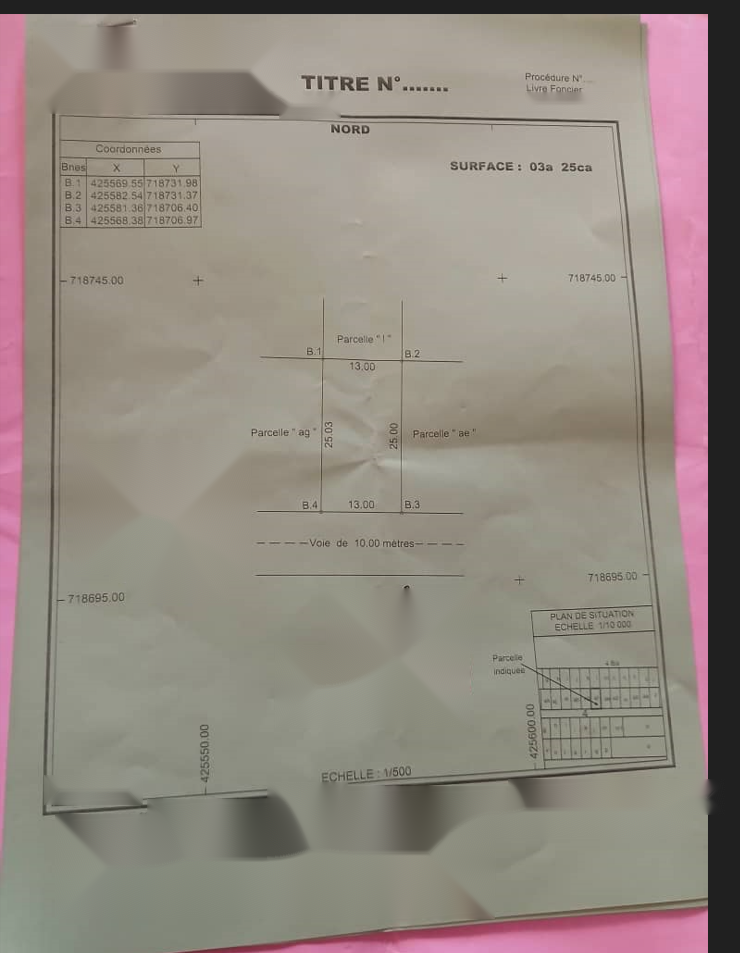 TITRE N°.......
Procédure N°....
Livre Foncier
NORD
Coordonnées
Bnes X Y
B.1 425569.55 718731.98
B.2 425582.54 718731.37
B.3 425581.36 718706.40
B.4 425568.38 718706.97
SURFACE : 03a 25ca
718745.00
718745.00
Parcelle " l "
B.1
B.2
13.00
Parcelle " ag "
25.03
25.00
Parcelle " ae "
B.4
13.00
B.3
Voie de 10.00 mètres
718695.00
718695.00
PLAN DE SITUATION
ECHELLE 1/10 000
Parcelle
indiquée
425550.00
425600.00
ECHELLE : 1/500